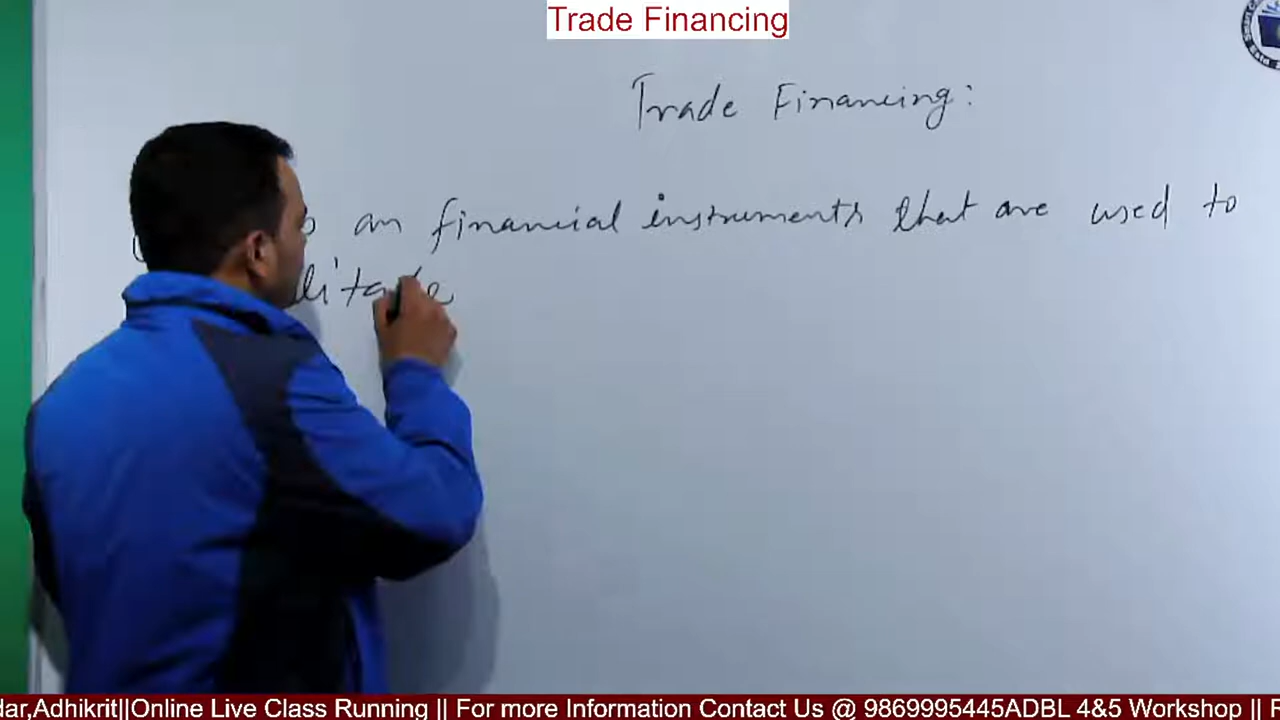 Trade Financing
Trade Financing:
an financial instruments that are used to
litate
dar,Adhikrit||Online Live Class Running || For more Information Contact Us @ 9869995445ADBL 4&5 Workshop || R